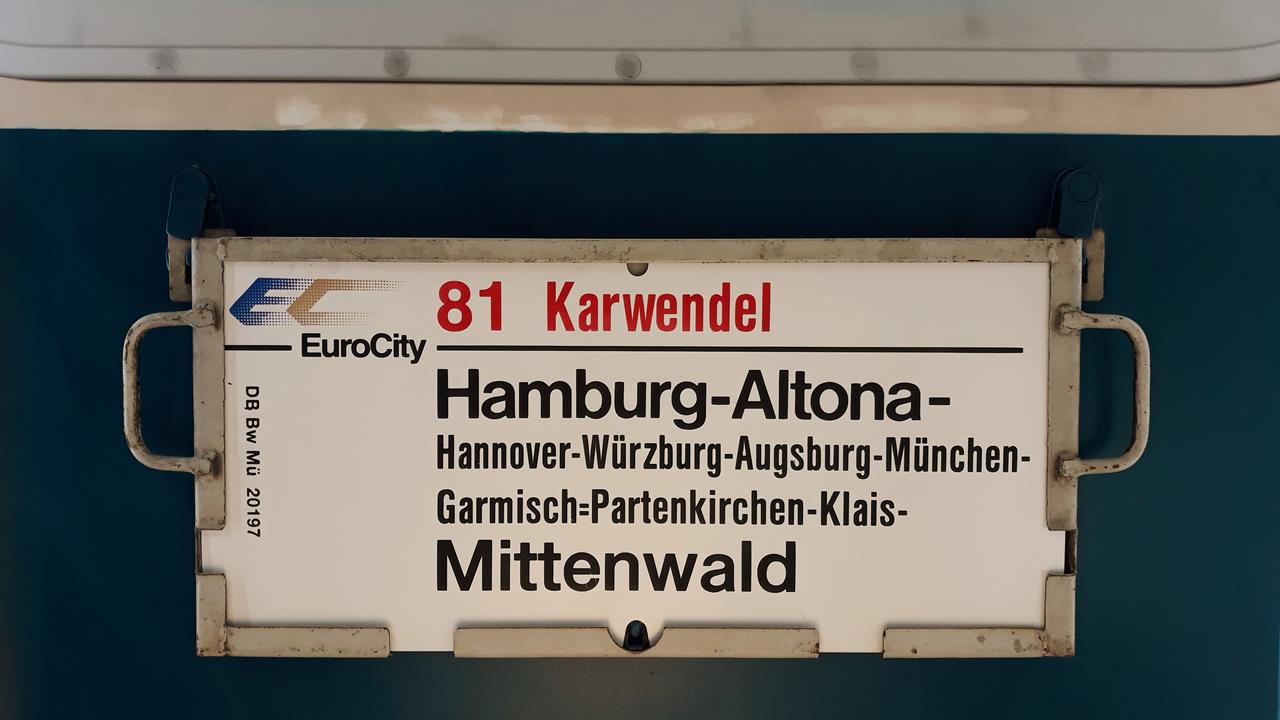 EC 81 Karwendel
EuroCity
Hamburg-Altona-
Hannover-Würzburg-Augsburg-München-
Garmisch=Partenkirchen-Klais-
Mittenwald
DB Bw Mü 20197